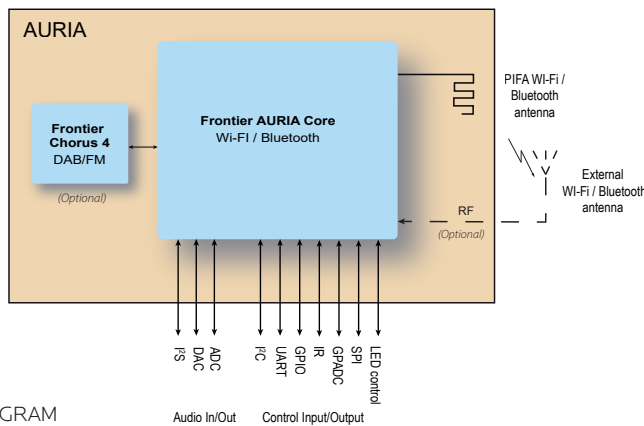 AURIA
Frontier AURIA Core
Wi-FI / Bluetooth
Frontier
Chorus 4
DAB/FM
(Optional)
PIFA WI-Fi /
Bluetooth
antenna
External
WI-Fi / Bluetooth
antenna
RF
(Optional)
I²S
DAC
ADC
I²C
UART
GPIO
IR
GPADC
SPI
LED control
GRAM
Audio In/Out
Control Input/Output